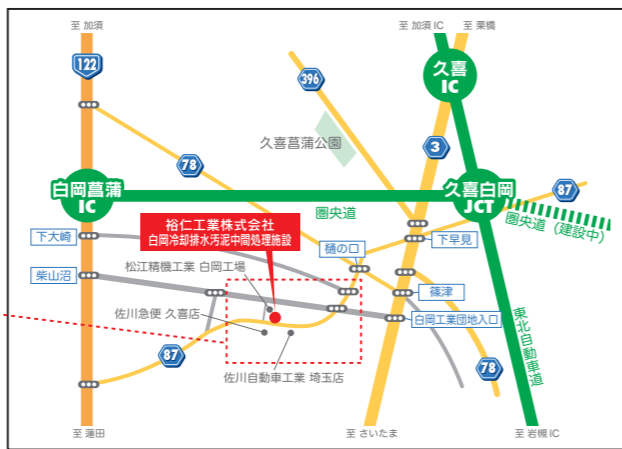 至 加須
至 加須 IC
至 栗橋
122
396
久喜
IC
久喜菖蒲公園
3
78
白岡菖蒲
IC
久喜白岡
JCT
87
圏央道
圏央道（建設中）
裕仁工業株式会社
白岡冷却排水汚泥中間処理施設
下大崎
樋の口
下早見
柴山沼
松江精機工業 白岡工場
篠津
佐川急便 久喜店
白岡工業団地入口
東北自動車道
87
佐川自動車工業 埼玉店
78
至 蓮田
至 さいたま
至 岩槻 IC